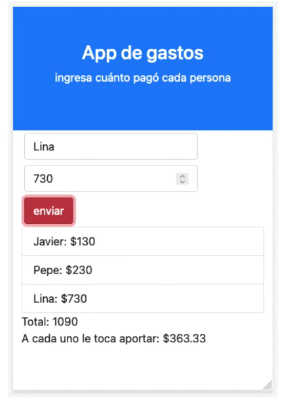 App de gastos
ingresa cuánto pagó cada persona
Lina
730
enviar
Javier: $130
Pepe: $230
Lina: $730
Total: 1090
A cada uno le toca aportar: $363.33